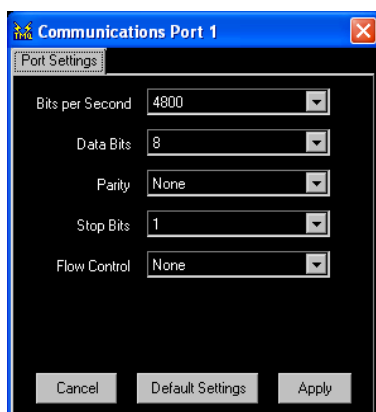 Communications Port 1
Port Settings
Bits per Second 4800
Data Bits 8
Parity None
Stop Bits 1
Flow Control None
Cancel Default Settings Apply